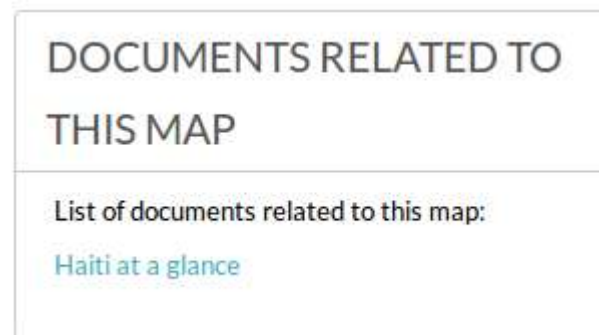 DOCUMENTS RELATED TO
THIS MAP
List of documents related to this map:
Haiti at a glance